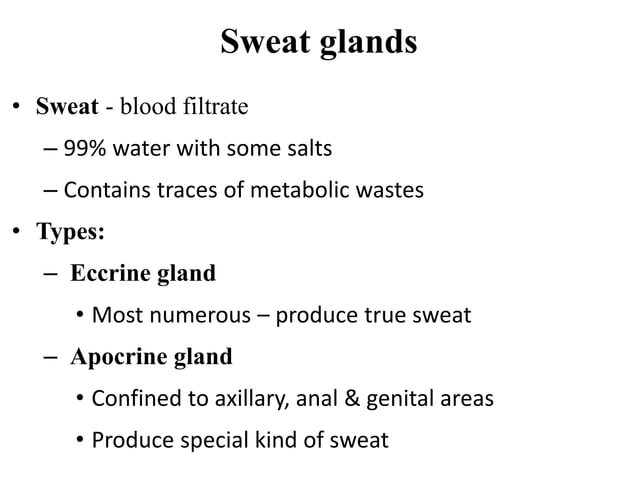 Sweat glands
• Sweat - blood filtrate
– 99% water with some salts
– Contains traces of metabolic wastes
• Types:
– Eccrine gland
• Most numerous – produce true sweat
– Apocrine gland
• Confined to axillary, anal & genital areas
• Produce special kind of sweat